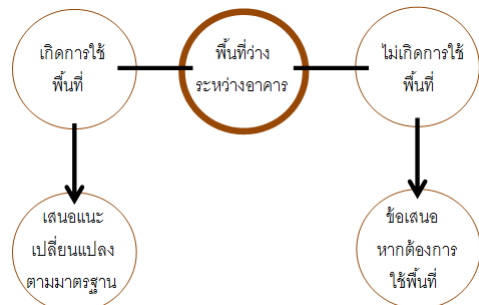 เกิดการใช้
พื้นที่
พื้นที่ว่าง
ระหว่างอาคาร
ไม่เกิดการใช้
พื้นที่
เสนอแนะ
เปลี่ยนแปลง
ตามมาตรฐาน
ข้อเสนอ
หากต้องการ
ใช้พื้นที่